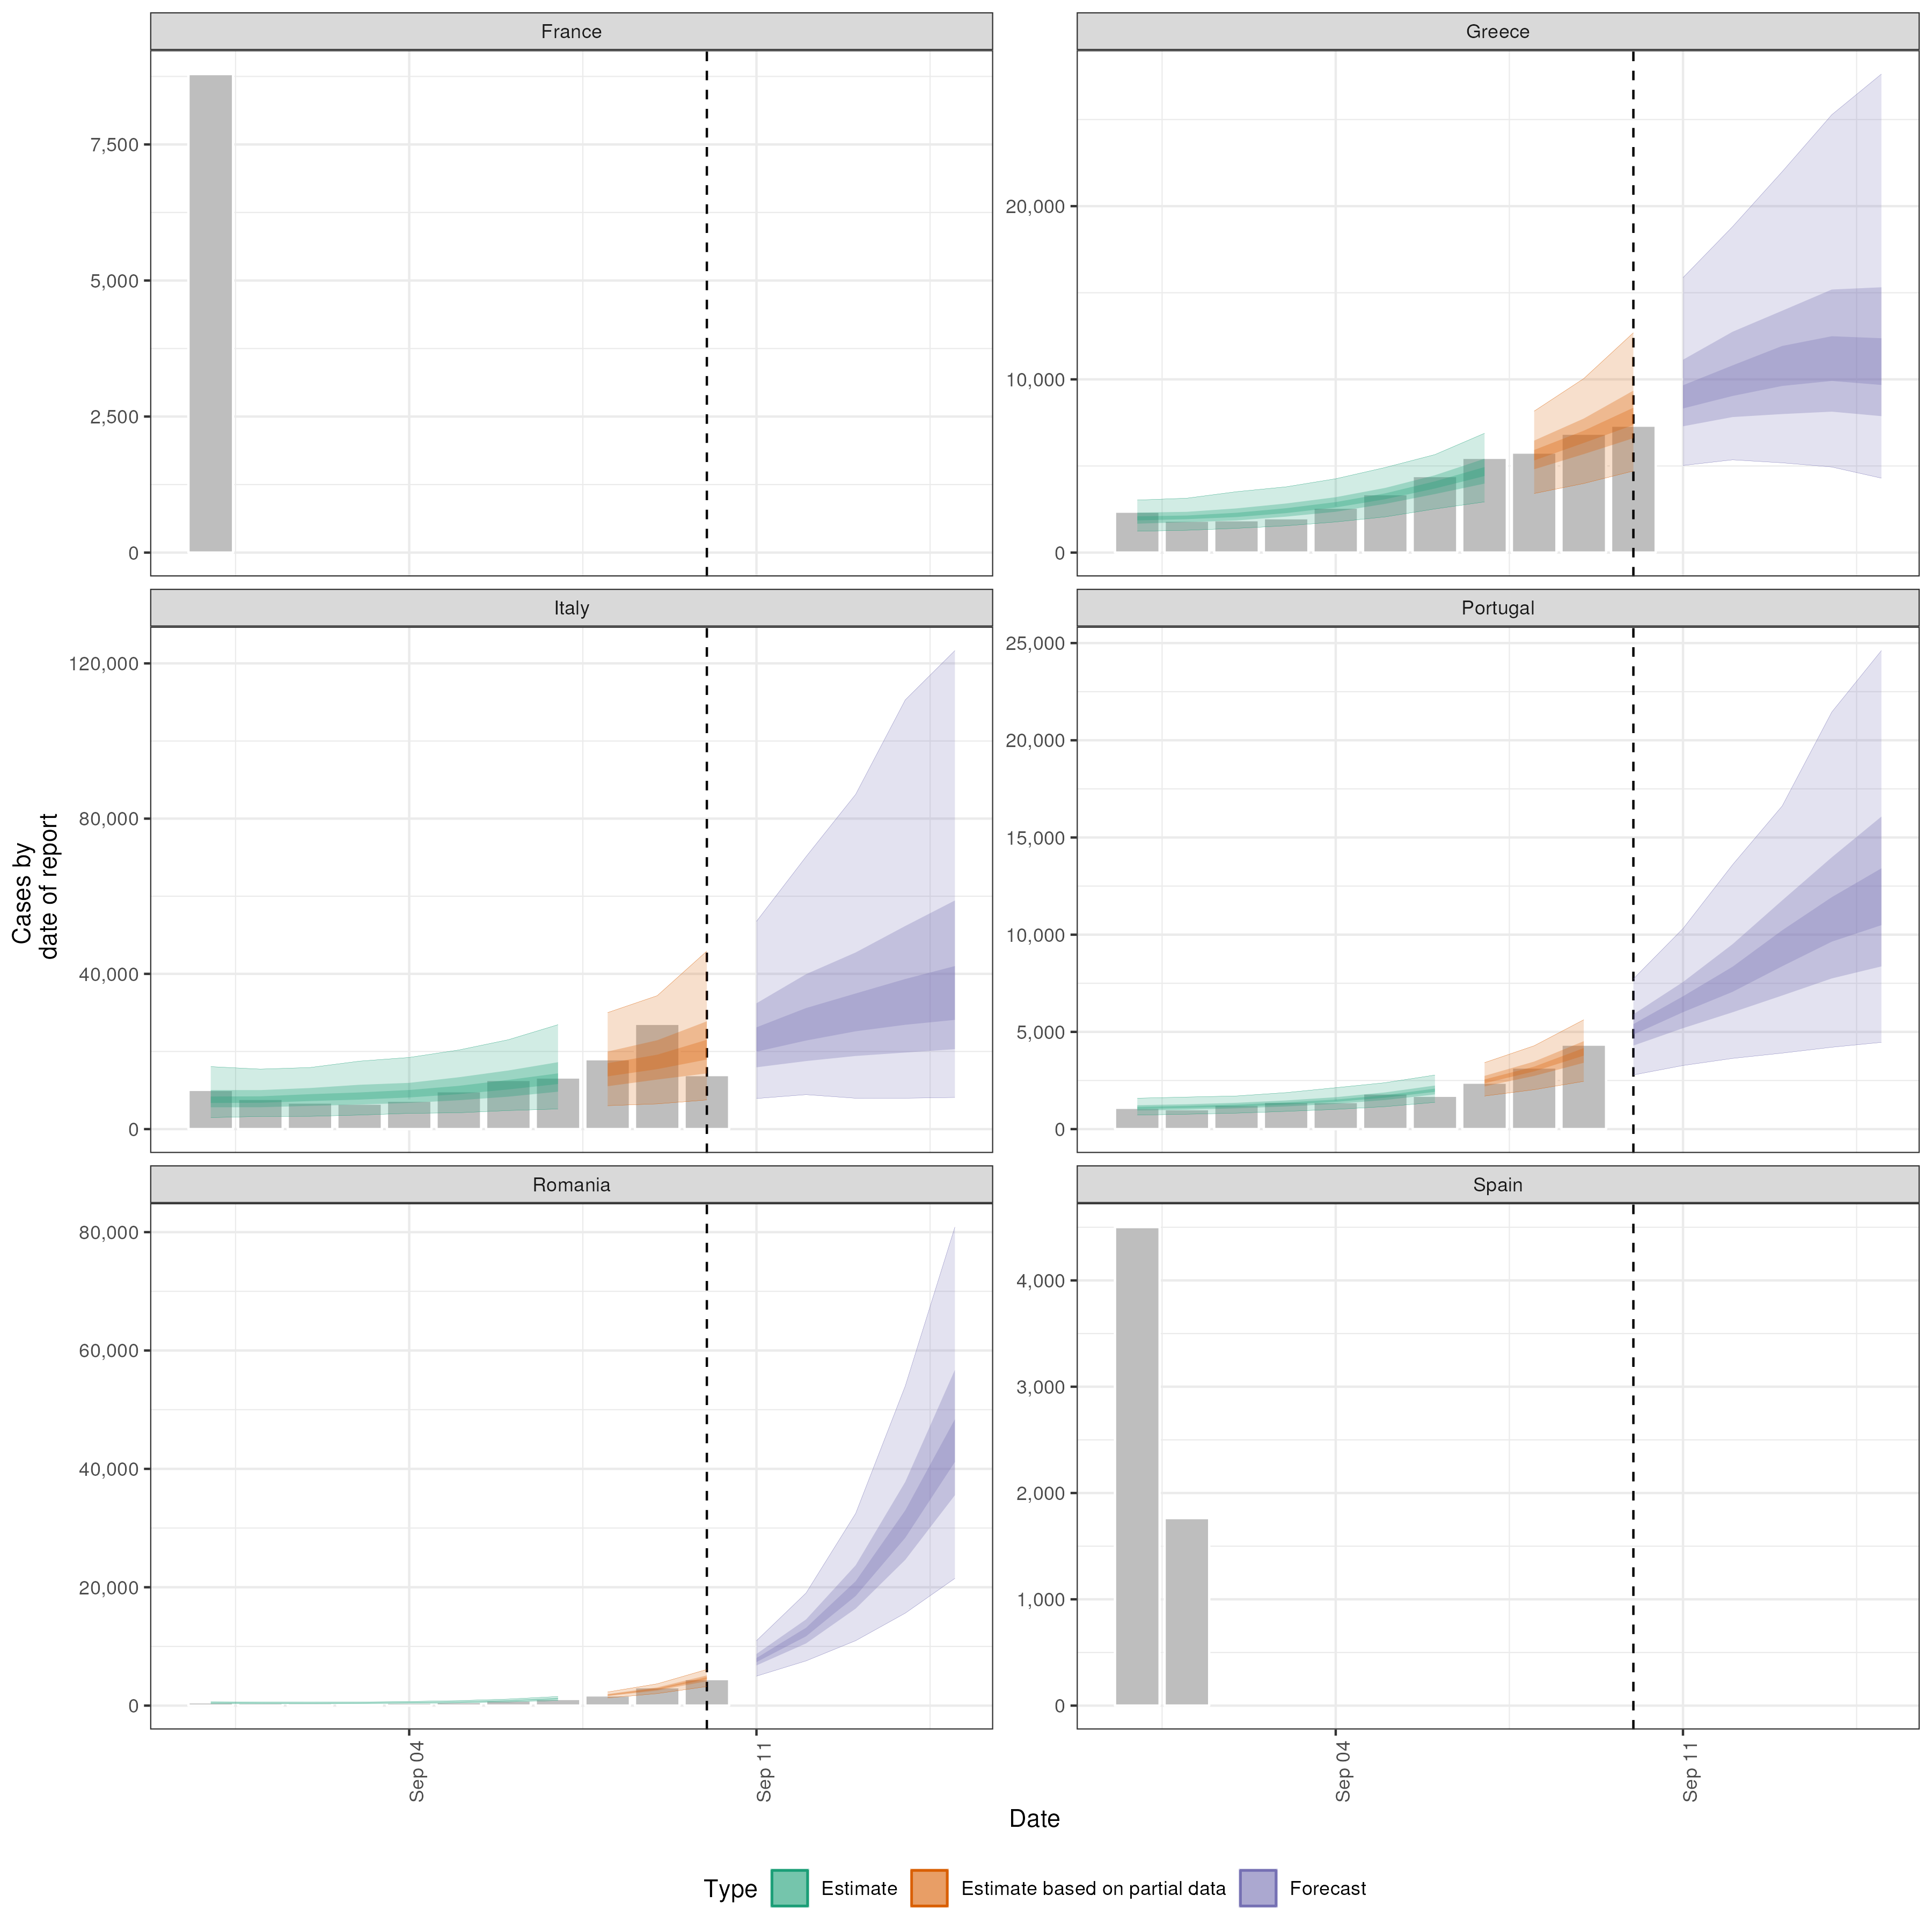 France
Greece
7,500
5,000
2,500
0
20,000
10,000
0
Italy
Portugal
120,000
80,000
40,000
0
25,000
20,000
15,000
10,000
5,000
0
Cases by
date of report
Romania
Spain
80,000
60,000
40,000
20,000
0
4,000
3,000
2,000
1,000
0
Sep 04
Sep 11
Sep 04
Sep 11
Date
Type Estimate Estimate based on partial data Forecast